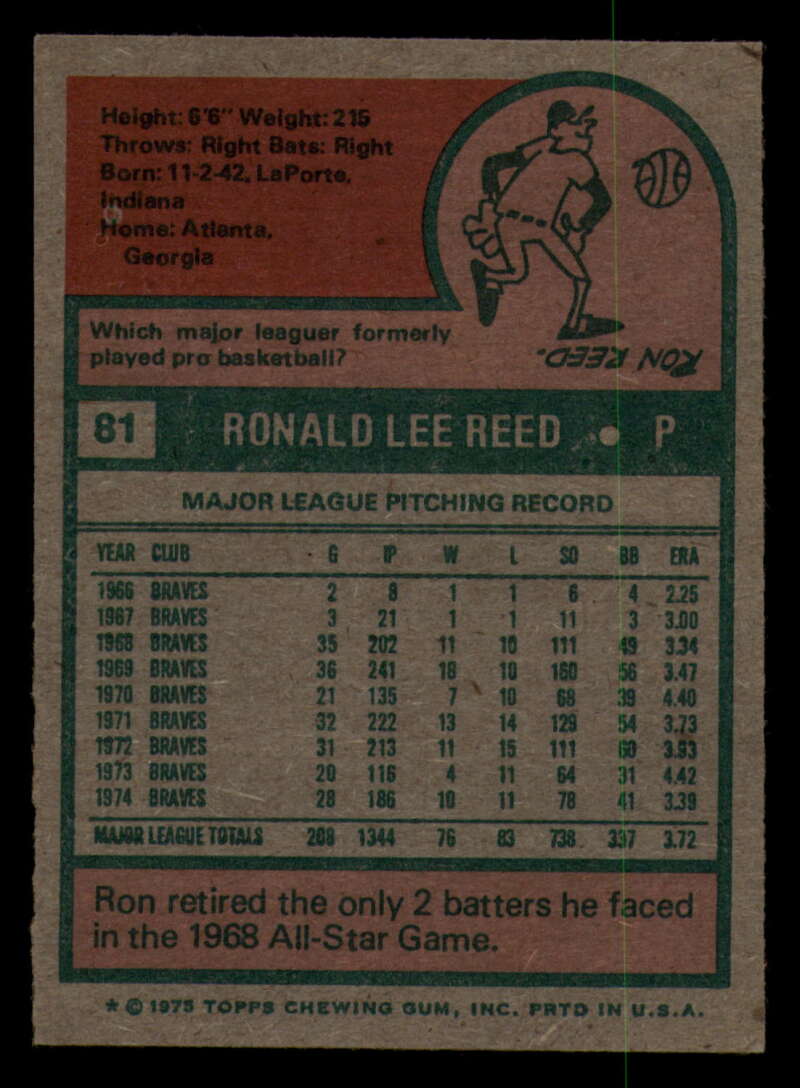 Height: 6'6" Weight: 215
Throws: Right Bats: Right
Born: 11-2-42, LaPorte,
Indiana
Home: Atlanta,
Georgia
Which major leaguer formerly
played pro basketball?
RON REED.
81 RONALD LEE REED • P
MAJOR LEAGUE PITCHING RECORD
YEAR CLUB G IP W L SO BB ERA
1966 BRAVES 2 8 1 1 6 4 2.25
1967 BRAVES 3 21 1 1 11 3 3.00
1968 BRAVES 35 202 11 10 111 49 3.34
1969 BRAVES 36 241 18 10 160 56 3.47
1970 BRAVES 21 135 7 10 68 39 4.40
1971 BRAVES 32 222 13 14 129 54 3.73
1972 BRAVES 31 213 11 15 111 60 3.93
1973 BRAVES 20 116 4 11 64 31 4.42
1974 BRAVES 28 186 10 11 78 41 3.39
MAJOR LEAGUE TOTALS 208 1344 76 83 738 337 3.72
Ron retired the only 2 batters he faced
in the 1968 All-Star Game.
★ © 1975 TOPPS CHEWING GUM, INC. PRTD IN U.S.A.